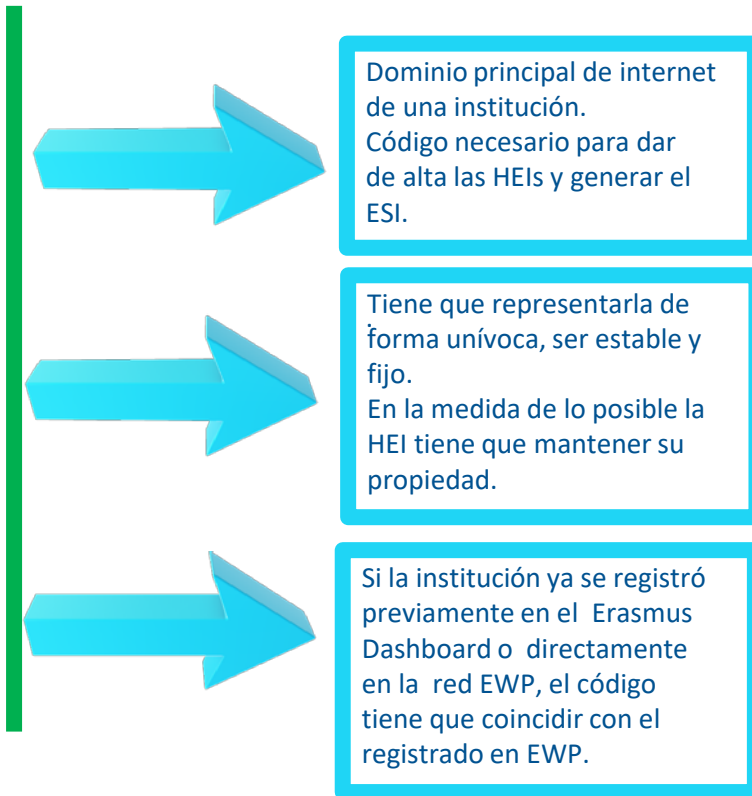 Dominio principal de internet
de una institución.
Código necesario para dar
de alta las HEIs y generar el
ESI.
Tiene que representarla de
forma unívoca, ser estable y
fijo.
En la medida de lo posible la
HEI tiene que mantener su
propiedad.
Si la institución ya se registró
previamente en el Erasmus
Dashboard o directamente
en la red EWP, el código
tiene que coincidir con el
registrado en EWP.